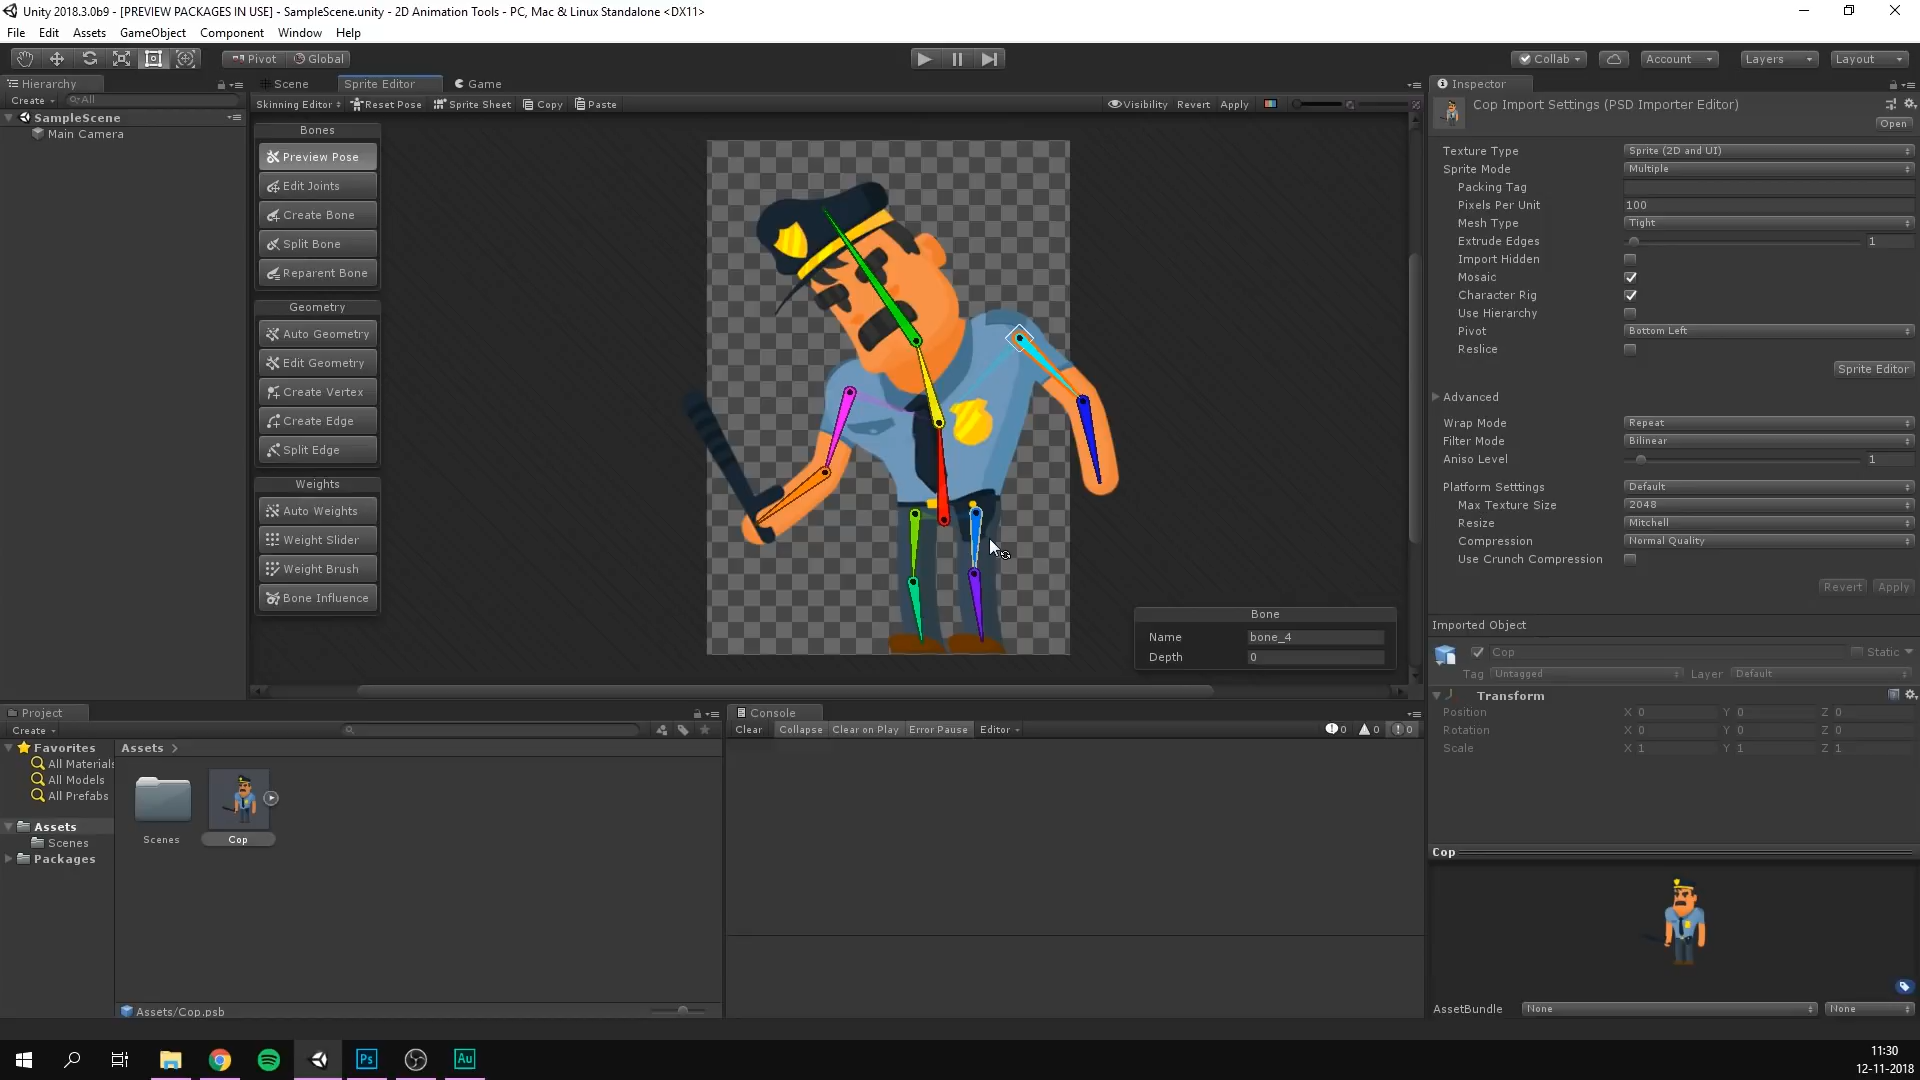 Unity 2018.3.0b9 - [PREVIEW PACKAGES IN USE] - SampleScene.unity - 2D Animation Tools - PC, Mac & Linux Standalone <DX11>
File Edit Assets GameObject Component Window Help
Pivot Global Collab Account Layers Layout
Hierarchy Scene Sprite Editor Game Inspector
Create All Skinning Editor Reset Pose Sprite Sheet Copy Paste Visibility Revert Apply
Cop Import Settings (PSD Importer Editor)
Open
SampleScene
Main Camera
Bones
Preview Pose
Edit Joints
Create Bone
Split Bone
Reparent Bone
Geometry
Auto Geometry
Edit Geometry
Create Vertex
Create Edge
Split Edge
Weights
Auto Weights
Weight Slider
Weight Brush
Bone Influence
Bone
Name bone_4
Depth 0
Texture Type Sprite (2D and UI)
Sprite Mode Multiple
Packing Tag
Pixels Per Unit 100
Mesh Type Tight
Extrude Edges 1
Import Hidden
Mosaic
Character Rig
Use Hierarchy
Pivot Bottom Left
Reslice
Sprite Editor
Advanced
Wrap Mode Repeat
Filter Mode Bilinear
Aniso Level 1
Platform Setttings Default
Max Texture Size 2048
Resize Mitchell
Compression Normal Quality
Use Crunch Compression
Revert Apply
Imported Object
Cop Static
Tag Untagged Layer Default
Transform
Position X 0 Y 0 Z 0
Rotation X 0 Y 0 Z 0
Scale X 1 Y 1 Z 1
Project
Create
Favorites
All Materials
All Models
All Prefabs
Assets
Scenes
Packages
Assets
Scenes Cop
Assets/Cop.psb
Console
Clear Collapse Clear on Play Error Pause Editor 0 0 0
Cop
AssetBundle None None
Ps Au
11:30
12-11-2018